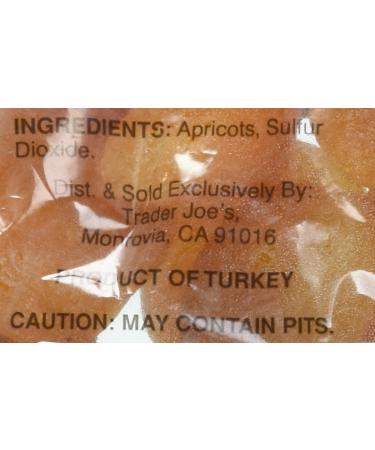 INGREDIENTS: Apricots, Sulfur
Dioxide.
Dist. & Sold Exclusively By:
Trader Joe's,
Monrovia, CA 91016
PRODUCT OF TURKEY
CAUTION: MAY CONTAIN PITS.